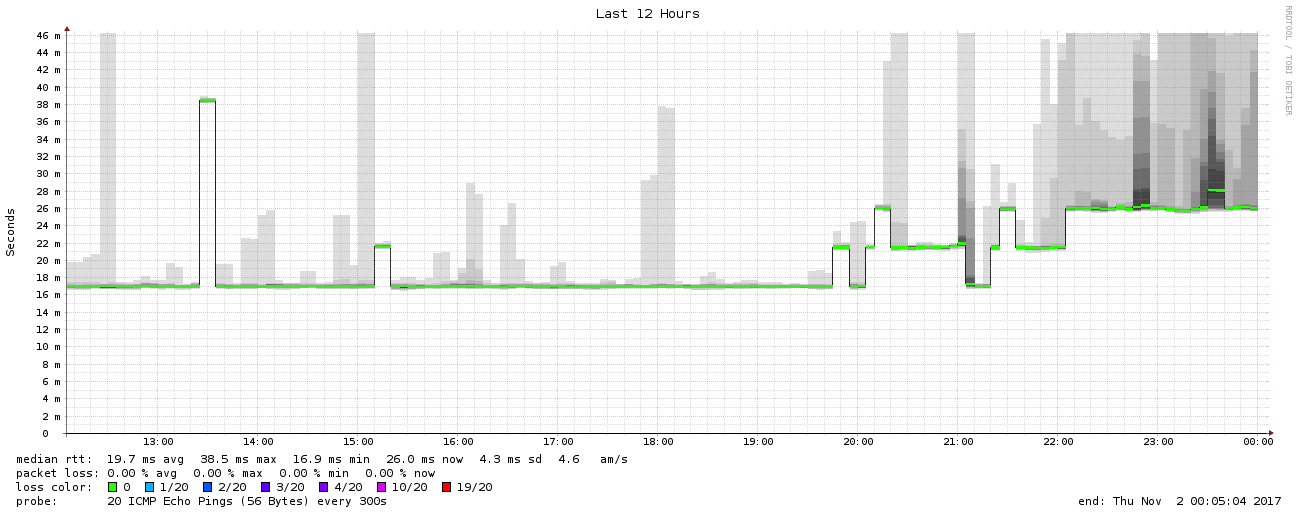 Last 12 Hours
RRDTOOL / TOBI OETIKER
Seconds
46 m
44 m
42 m
40 m
38 m
36 m
34 m
32 m
30 m
28 m
26 m
24 m
22 m
20 m
18 m
16 m
14 m
12 m
10 m
8 m
6 m
4 m
2 m
0
13:00 14:00 15:00 16:00 17:00 18:00 19:00 20:00 21:00 22:00 23:00 00:00
median rtt: 19.7 ms avg 38.5 ms max 16.9 ms min 26.0 ms now 4.3 ms sd 4.6 am/s
packet loss: 0.00 % avg 0.00 % max 0.00 % min 0.00 % now
loss color: 0 1/20 2/20 3/20 4/20 10/20 19/20
probe: 20 ICMP Echo Pings (56 Bytes) every 300s end: Thu Nov 2 00:05:04 2017